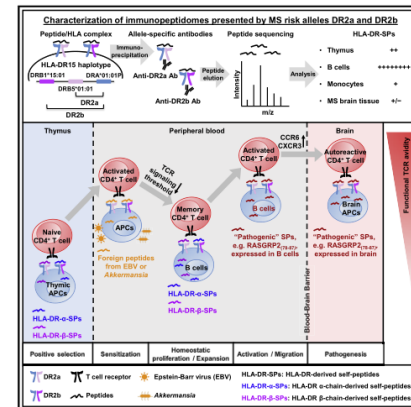 Characterization of immunopeptidomes presented by MS risk alleles DR2a and DR2b
Peptide/HLA complex
Allele-specific antibodies
Peptide sequencing
HLA-DR-SPs
HLA-DR15 haplotype
DRB1*15:01
DRA*01:01P
DRB5*01:01
DR2a
DR2b
Immuno-
precipitation
Anti-DR2a Ab
Anti-DR2b Ab
Peptide
elution
Intensity
m/z
Analysis
• Thymus ++
• B cells ++++++++
• Monocytes +
• MS brain tissue +/−
Thymus
Peripheral blood
Brain
Naive
CD4⁺ T cell
Thymic
APCs
HLA-DR-α-SPs
HLA-DR-β-SPs
Activated
CD4⁺ T cell
APCs
Foreign peptides
from EBV or
Akkermansia
TCR
signaling
threshold
Memory
CD4⁺ T cell
B cells
HLA-DR-α-SPs
HLA-DR-β-SPs
Activated
CD4⁺ T cell
B cells
"Pathogenic" SPs,
e.g. RASGRP2(78-87),
expressed in B cells
CCR6
CXCR3
Blood-Brain Barrier
Autoreactive
CD4⁺ T cell
Brain
APCs
"Pathogenic" SPs,
e.g. RASGRP2(78-87),
expressed in brain
Functional TCR avidity
Positive selection
Sensitization
Homeostatic
proliferation / Expansion
Activation / Migration
Pathogenesis
DR2a
T cell receptor
Epstein-Barr virus (EBV)
HLA-DR-SPs: HLA-DR-derived self-peptides
HLA-DR-α-SPs: HLA-DR α-chain-derived self-peptides
DR2b
Peptides
Akkermansia
HLA-DR-β-SPs: HLA-DR β-chain-derived self-peptides